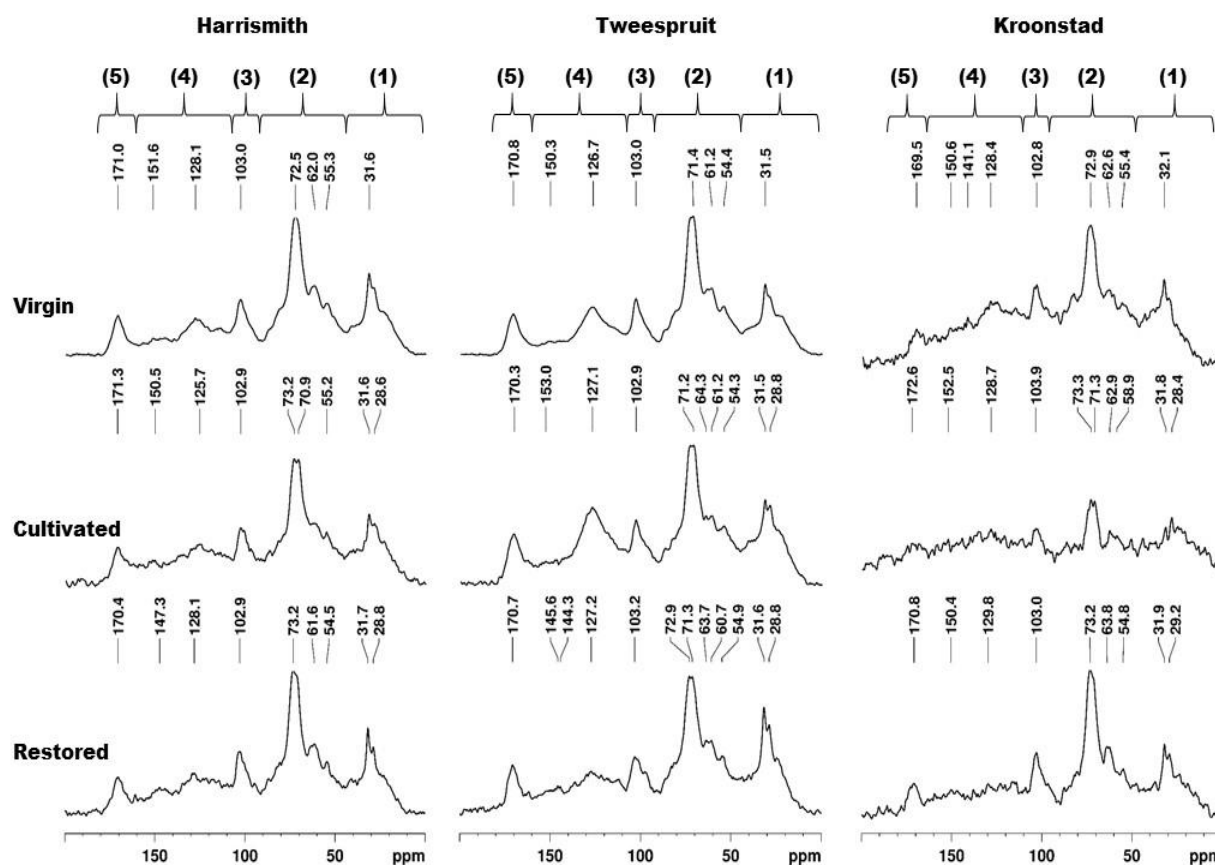 Harrismith Tweespruit Kroonstad
(5) (4) (3) (2) (1) (5) (4) (3) (2) (1) (5) (4) (3) (2) (1)
171.0 151.6 128.1 103.0 72.5 62.0 55.3 31.6 170.8 150.3 126.7 103.0 71.4 61.2 54.4 31.5 169.5 150.6 141.1 128.4 102.8 72.9 62.6 55.4 32.1
Virgin
171.3 150.5 125.7 102.9 73.2 70.9 55.2 31.6 28.6 170.3 153.0 127.1 102.9 71.2 64.3 61.2 54.3 31.5 28.8 172.6 152.5 128.7 103.9 73.3 71.3 62.9 58.9 31.8 28.4
Cultivated
170.4 147.3 128.1 102.9 73.2 61.6 54.5 31.7 28.8 170.7 145.6 144.3 127.2 103.2 72.9 71.3 63.7 60.7 54.9 31.6 28.8 170.8 150.4 129.8 103.0 73.2 63.8 54.8 31.9 29.2
Restored
150 100 50 ppm 150 100 50 ppm 150 100 50 ppm